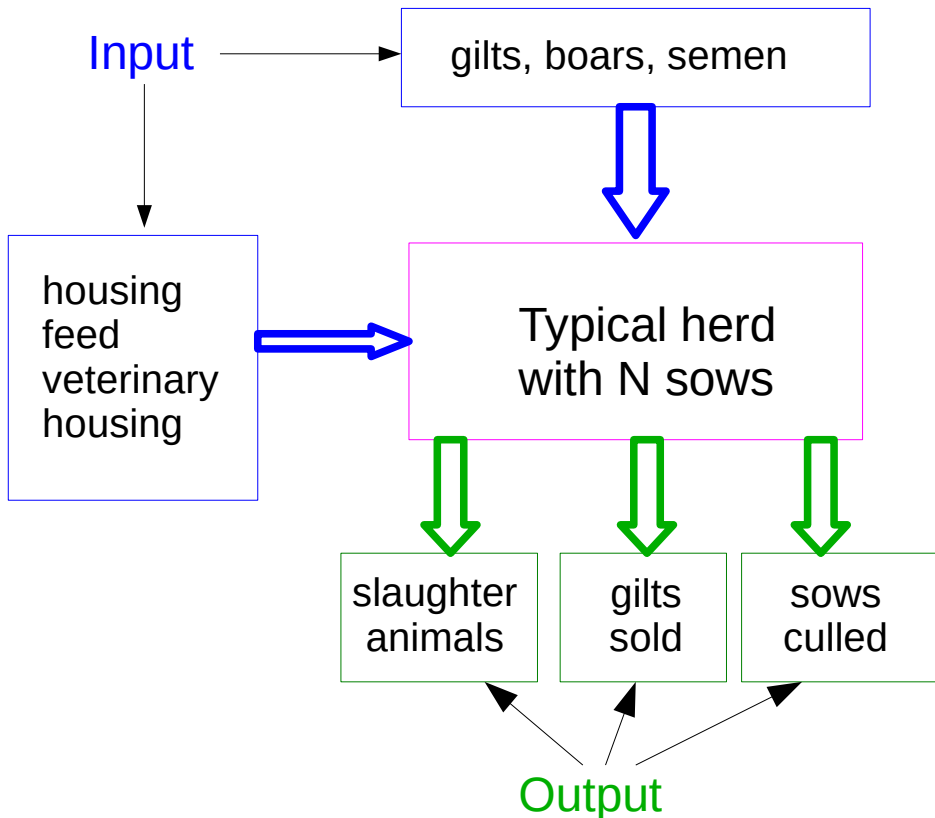 Input
gilts, boars, semen
housing
feed
veterinary
housing
Typical herd
with N sows
slaughter
animals
gilts
sold
sows
culled
Output